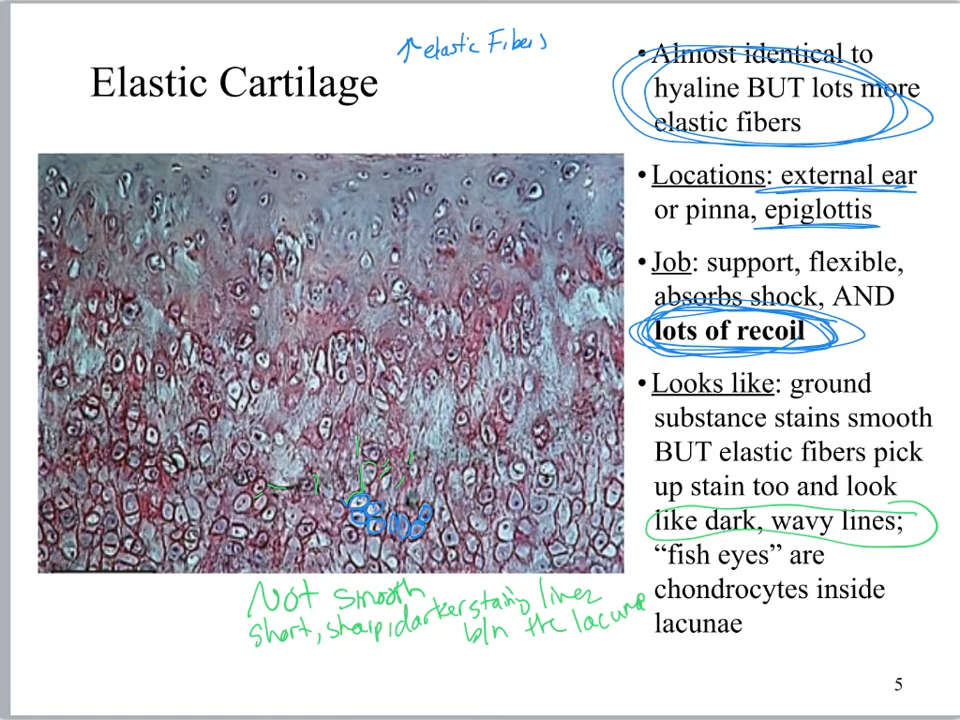 ↑ elastic Fibers
Elastic Cartilage
• Almost identical to
hyaline BUT lots more
elastic fibers
• Locations: external ear
or pinna, epiglottis
• Job: support, flexible,
absorbs shock, AND
lots of recoil
• Looks like: ground
substance stains smooth
BUT elastic fibers pick
up stain too and look
like dark, wavy lines;
“fish eyes” are
chondrocytes inside
lacunae
Not smooth
short, sharp, darker staining lines
b/n the lacunae
5